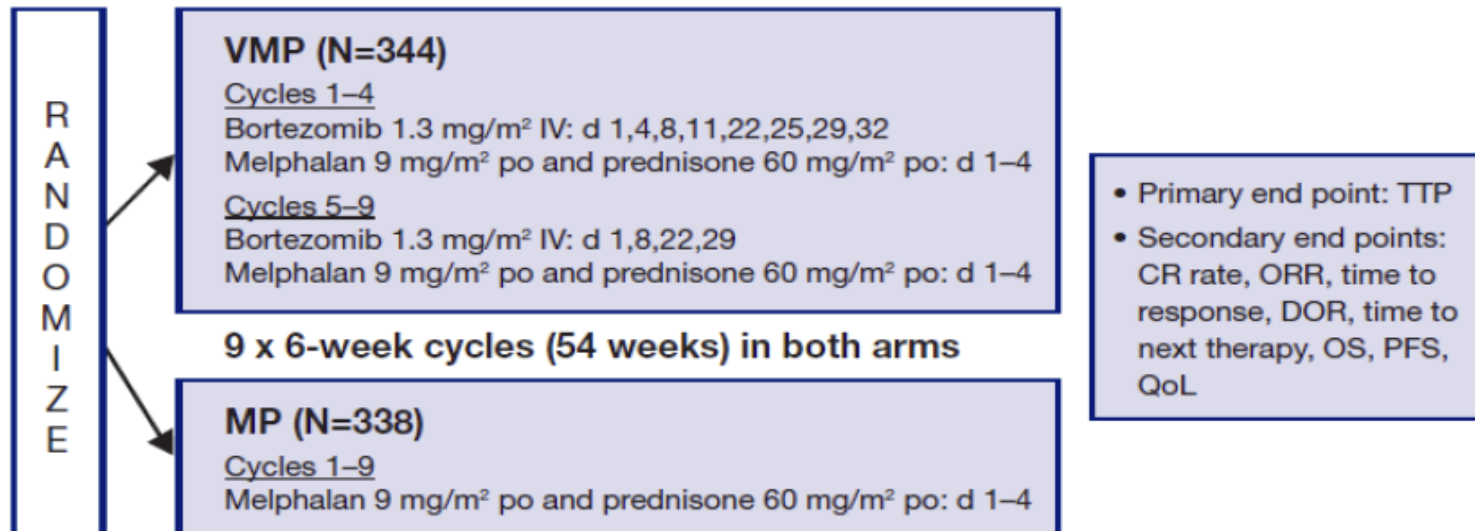 R
A
N
D
O
M
I
Z
E
VMP (N=344)
Cycles 1–4
Bortezomib 1.3 mg/m² IV: d 1,4,8,11,22,25,29,32
Melphalan 9 mg/m² po and prednisone 60 mg/m² po: d 1–4
Cycles 5–9
Bortezomib 1.3 mg/m² IV: d 1,8,22,29
Melphalan 9 mg/m² po and prednisone 60 mg/m² po: d 1–4
9 x 6-week cycles (54 weeks) in both arms
MP (N=338)
Cycles 1–9
Melphalan 9 mg/m² po and prednisone 60 mg/m² po: d 1–4
• Primary end point: TTP
• Secondary end points:
CR rate, ORR, time to
response, DOR, time to
next therapy, OS, PFS,
QoL